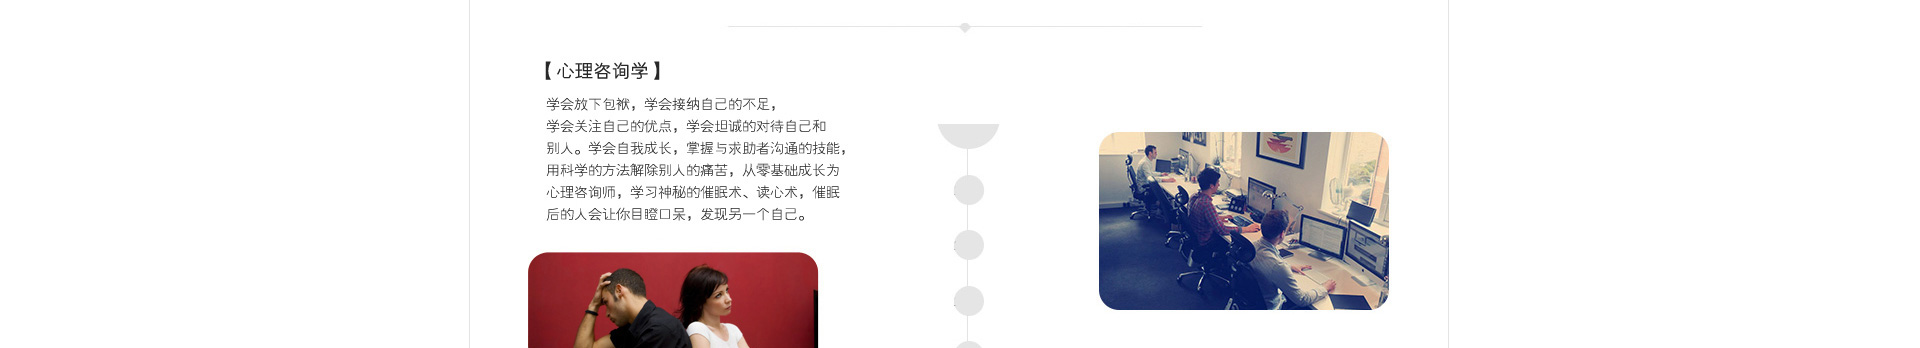 【心理咨询学】
学会放下包袱，学会接纳自己的不足，
学会关注自己的优点，学会坦诚的对待自己和
别人。学会自我成长，掌握与求助者沟通的技能，
用科学的方法解除别人的痛苦，从零基础成长为
心理咨询师，学习神秘的催眠术、读心术，催眠
后的人会让你目瞪口呆，发现另一个自己。